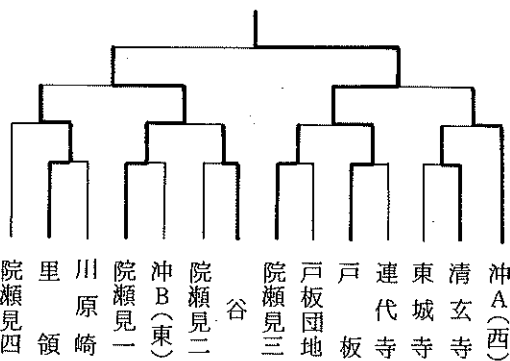 沖A(西)
清玄寺
東城寺
連代寺
戸板
戸板団地
院瀬見三
谷
院瀬見二
沖B(東)
院瀬見一
川原崎
里領
院瀬見四